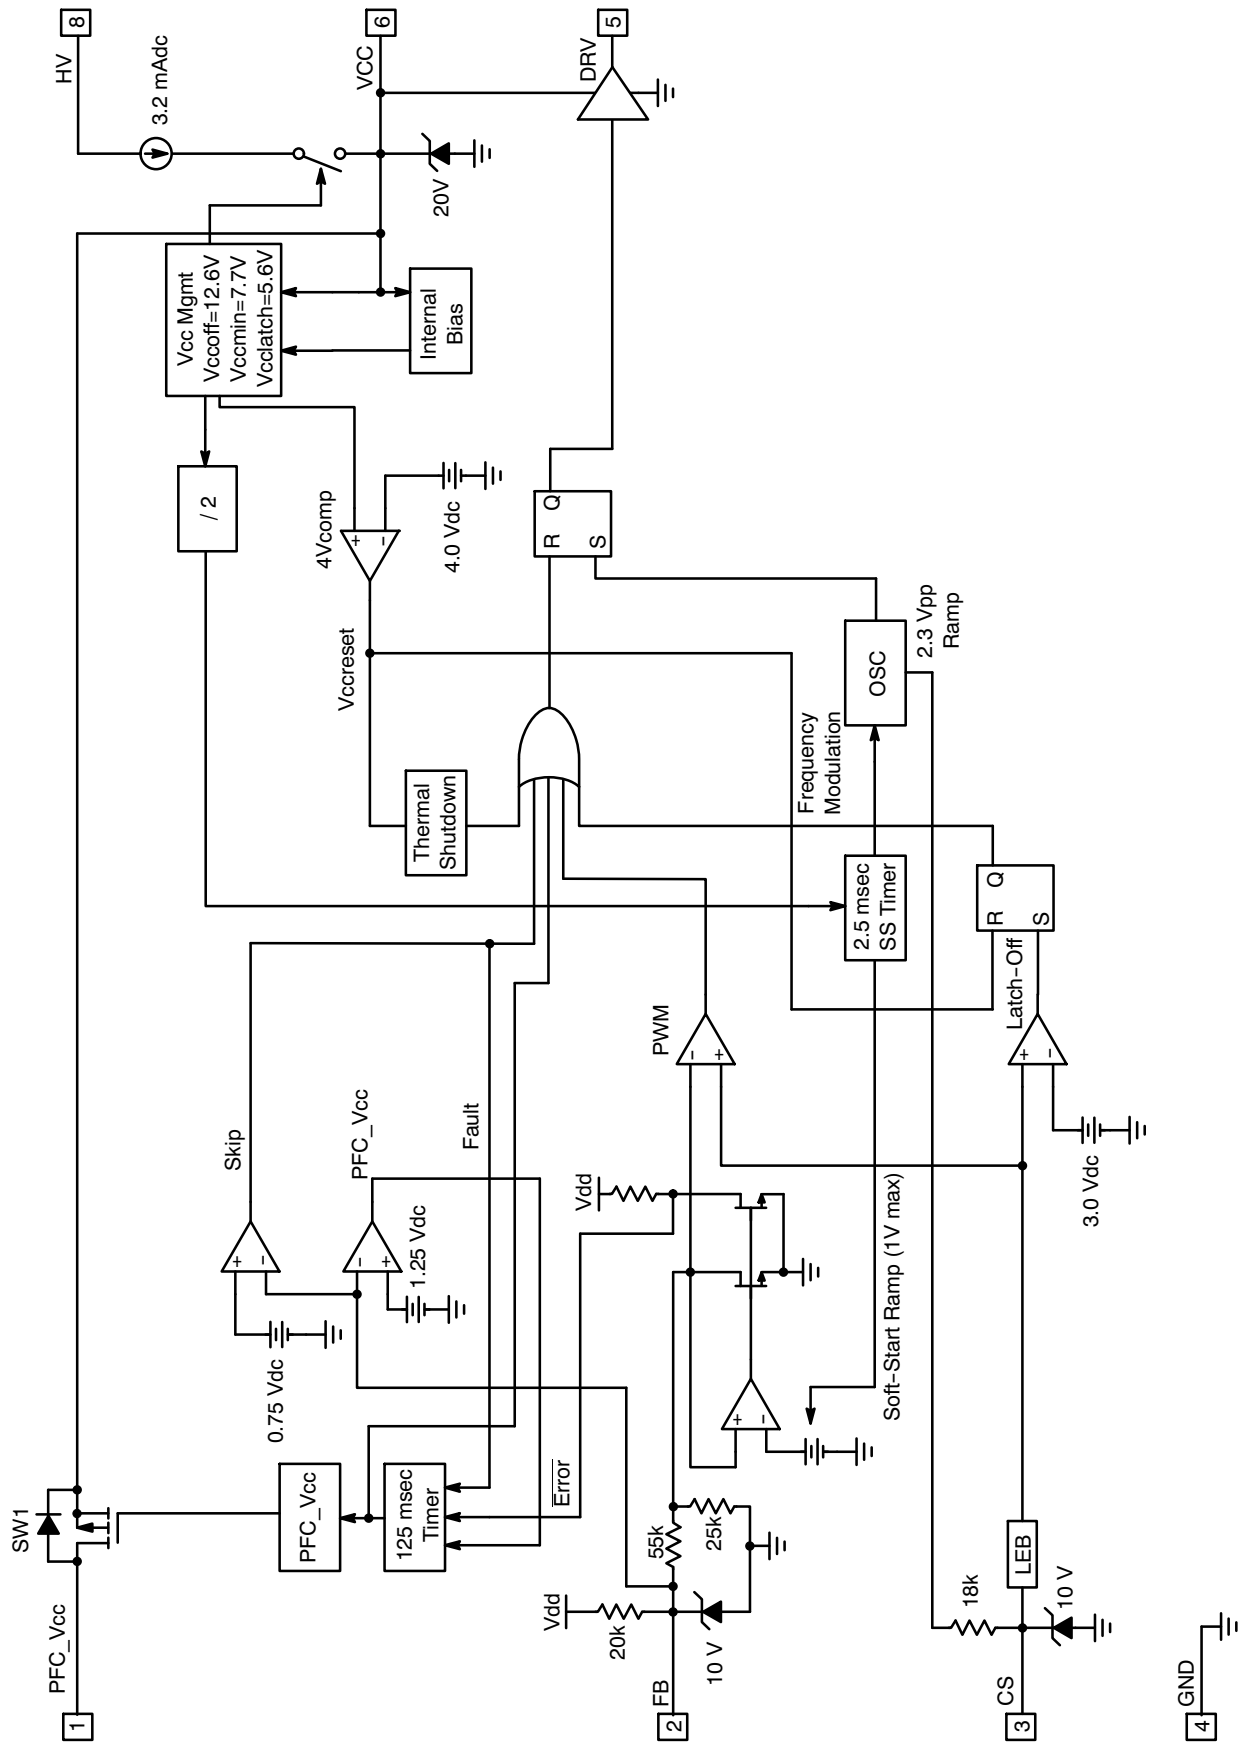 SW1
PFC_Vcc
1
PFC_Vcc
125 msec
Timer
0.75 Vdc
+
−
Skip
PFC_Vcc
−
+
1.25 Vdc
Fault
Error
Vdd
20k
55k
25k
10 V
FB
2
Vdd
+
−
Soft−Start Ramp (1V max)
PWM
−
+
Thermal
Shutdown
Vccreset
4Vcomp
+
−
4.0 Vdc
/ 2
Vcc Mgmt
Vccoff=12.6V
Vccmin=7.7V
Vcclatch=5.6V
Internal
Bias
HV
8
3.2 mAdc
VCC
6
20V
DRV
5
R
Q
S
2.5 msec
SS Timer
Frequency
Modulation
OSC
2.3 Vpp
Ramp
Latch−Off
+
−
R
Q
S
3.0 Vdc
LEB
18k
10 V
CS
3
GND
4